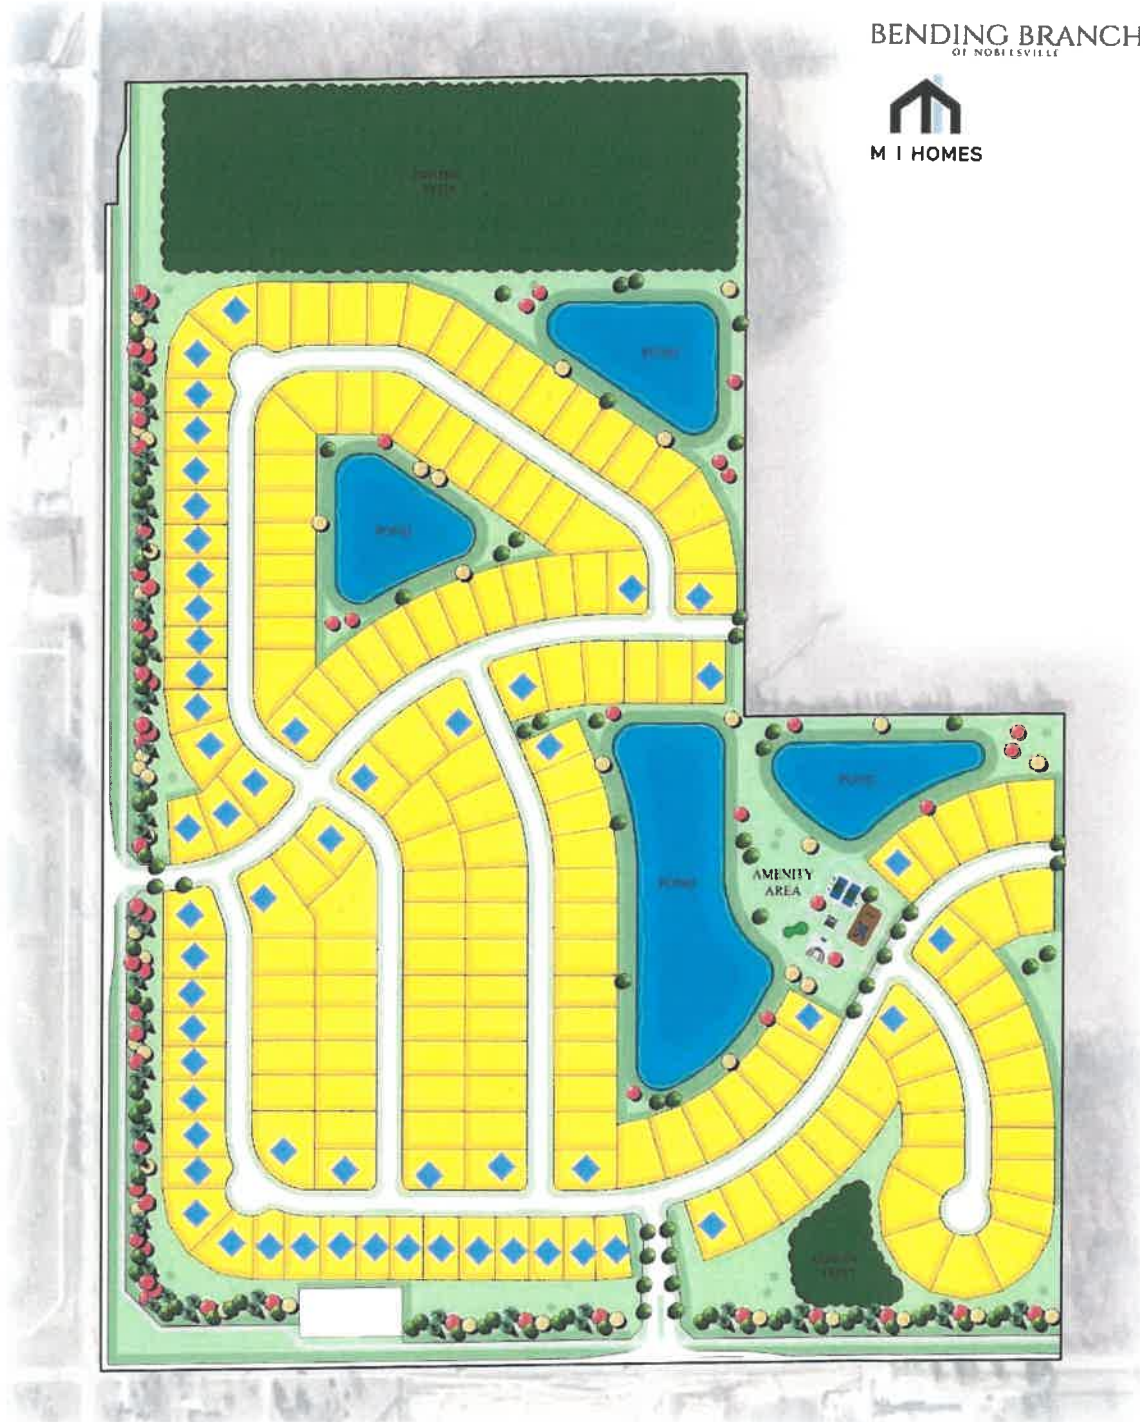 BENDING BRANCH
OF NOBLESVILLE
M I HOMES
POND
POND
POND
POND
AMENITY
AREA